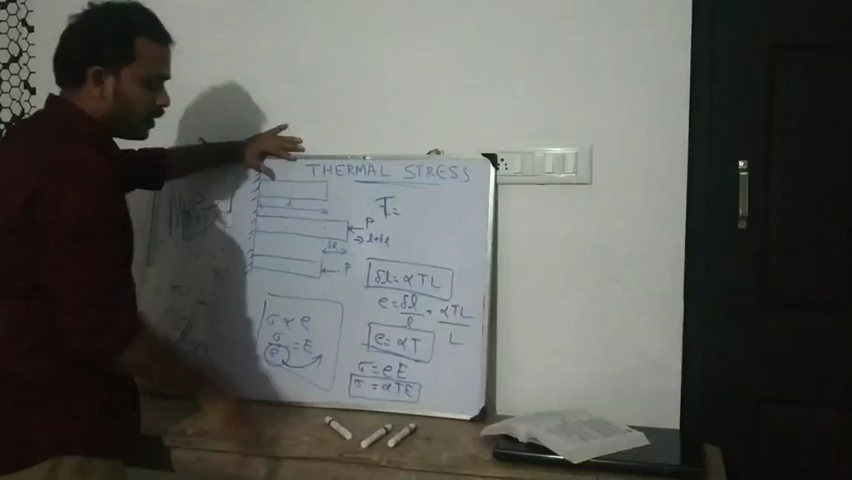 THERMAL STRESS
T=
l
P
→ l+δl
δl
P
δl = αTL
e = δl/l = αTL/L
e = αT
σ = eE
σ = αTE
σ ∝ e
σ/e = E